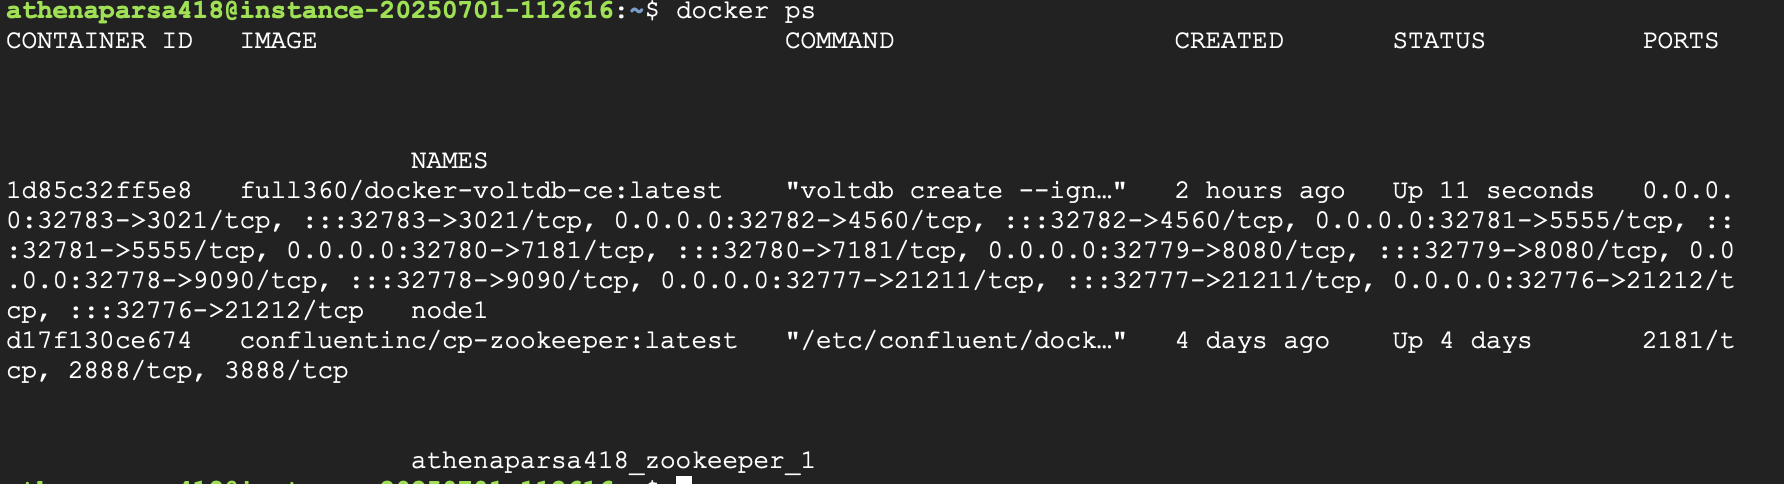 athenaparsa418@instance-20250701-112616:~$ docker ps
CONTAINER ID   IMAGE                              COMMAND                  CREATED       STATUS          PORTS
NAMES
1d85c32ff5e8   full360/docker-voltdb-ce:latest    "voltdb create --ign…"   2 hours ago   Up 11 seconds   0.0.0.
0:32783->3021/tcp, :::32783->3021/tcp, 0.0.0.0:32782->4560/tcp, :::32782->4560/tcp, 0.0.0.0:32781->5555/tcp, ::
:32781->5555/tcp, 0.0.0.0:32780->7181/tcp, :::32780->7181/tcp, 0.0.0.0:32779->8080/tcp, :::32779->8080/tcp, 0.0
.0.0:32778->9090/tcp, :::32778->9090/tcp, 0.0.0.0:32777->21211/tcp, :::32777->21211/tcp, 0.0.0.0:32776->21212/t
cp, :::32776->21212/tcp   node1
d17f130ce674   confluentinc/cp-zookeeper:latest   "/etc/confluent/dock…"   4 days ago    Up 4 days       2181/t
cp, 2888/tcp, 3888/tcp
athenaparsa418_zookeeper_1
athenaparsa418@instance-20250701-112616:~$